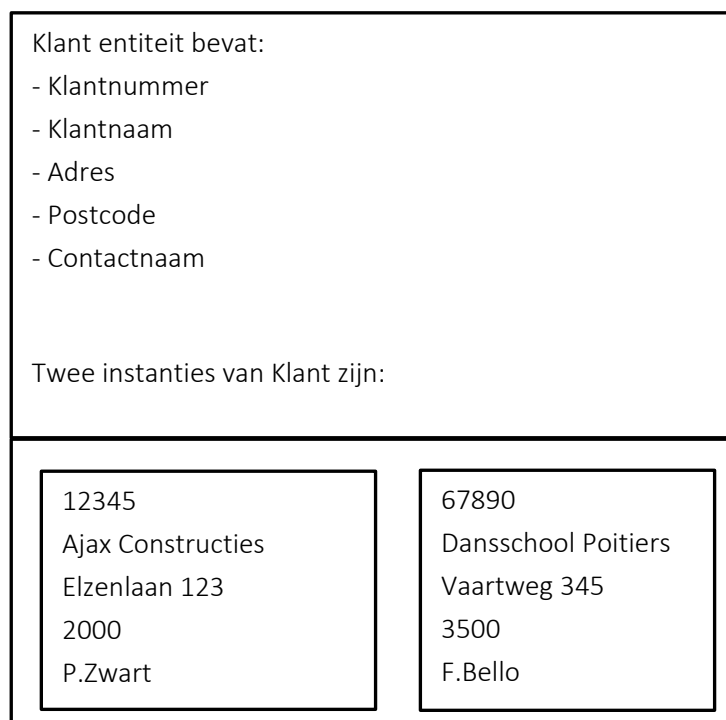 Klant entiteit bevat:
- Klantnummer
- Klantnaam
- Adres
- Postcode
- Contactnaam
Twee instanties van Klant zijn:
12345
Ajax Constructies
Elzenlaan 123
2000
P.Zwart
67890
Dansschool Poitiers
Vaartweg 345
3500
F.Bello